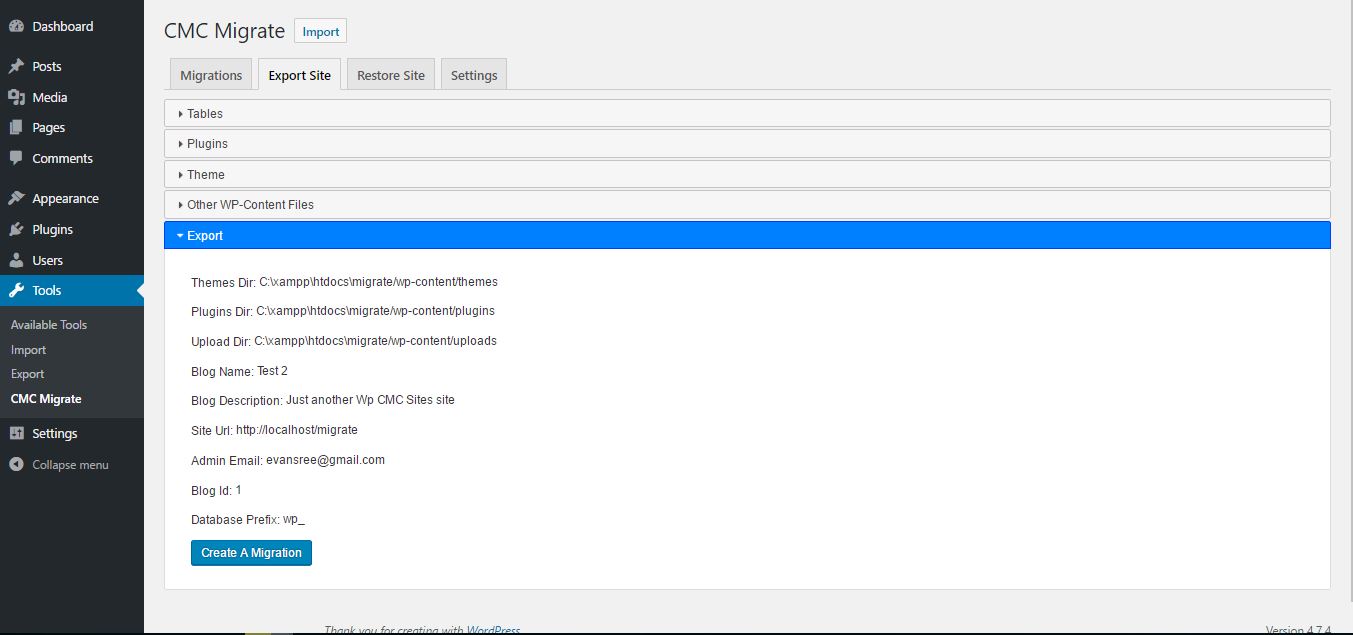 Dashboard
Posts
Media
Pages
Comments
Appearance
Plugins
Users
Tools
Available Tools
Import
Export
CMC Migrate
Settings
Collapse menu
CMC Migrate Import
Migrations Export Site Restore Site Settings
Tables
Plugins
Theme
Other WP-Content Files
Export
Themes Dir: C:\xampp\htdocs\migrate/wp-content/themes
Plugins Dir: C:\xampp\htdocs\migrate/wp-content/plugins
Upload Dir: C:\xampp\htdocs\migrate/wp-content/uploads
Blog Name: Test 2
Blog Description: Just another Wp CMC Sites site
Site Url: http://localhost/migrate
Admin Email: evansree@gmail.com
Blog Id: 1
Database Prefix: wp_
Create A Migration
Thank you for creating with WordPress Version 4.7.4